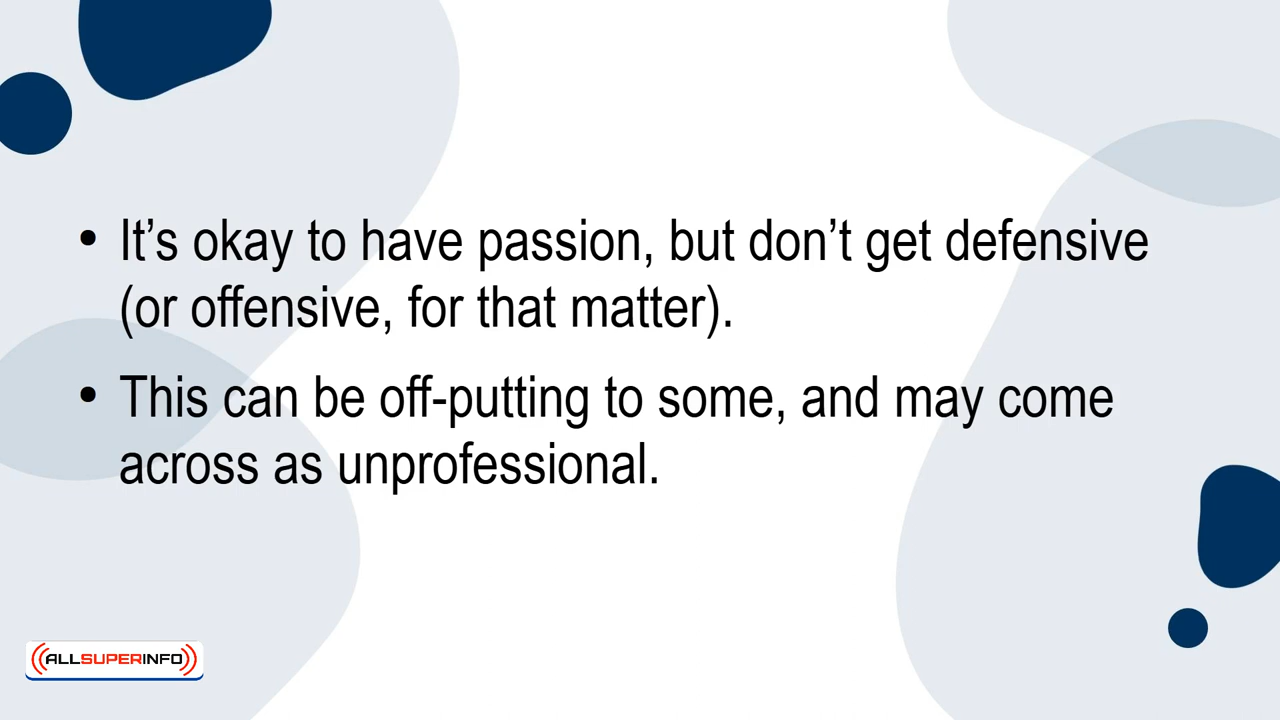 • It’s okay to have passion, but don’t get defensive
(or offensive, for that matter).
• This can be off-putting to some, and may come
across as unprofessional.
ALLSUPERINFO